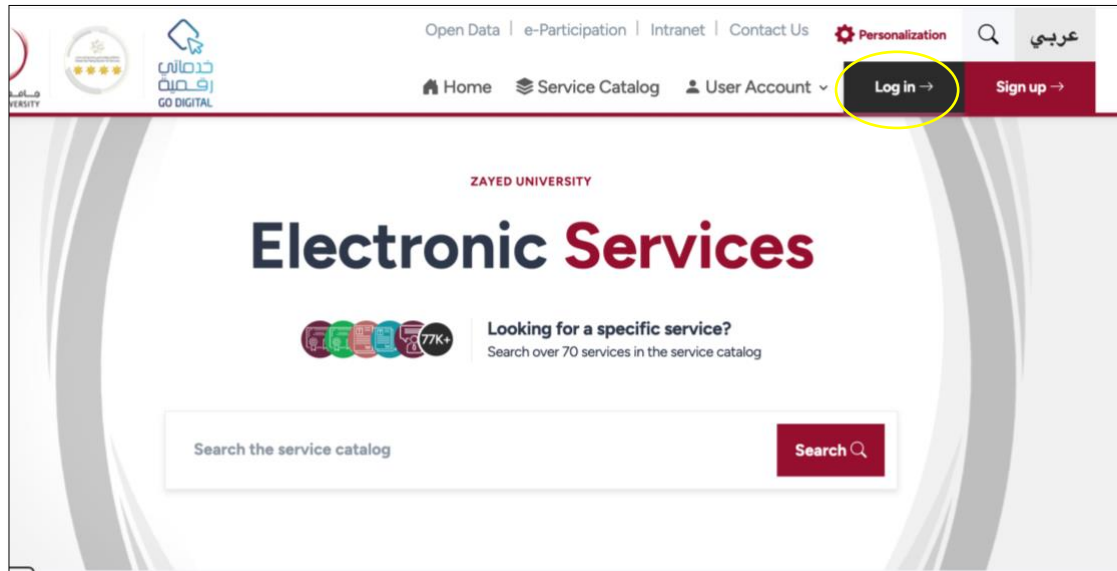 Open Data | e-Participation | Intranet | Contact Us
Personalization
عربي
خدماتي
رقمية
GO DIGITAL
VERSITY
Home
Service Catalog
User Account
Log in →
Sign up →
ZAYED UNIVERSITY
Electronic Services
77K+
Looking for a specific service?
Search over 70 services in the service catalog
Search the service catalog
Search